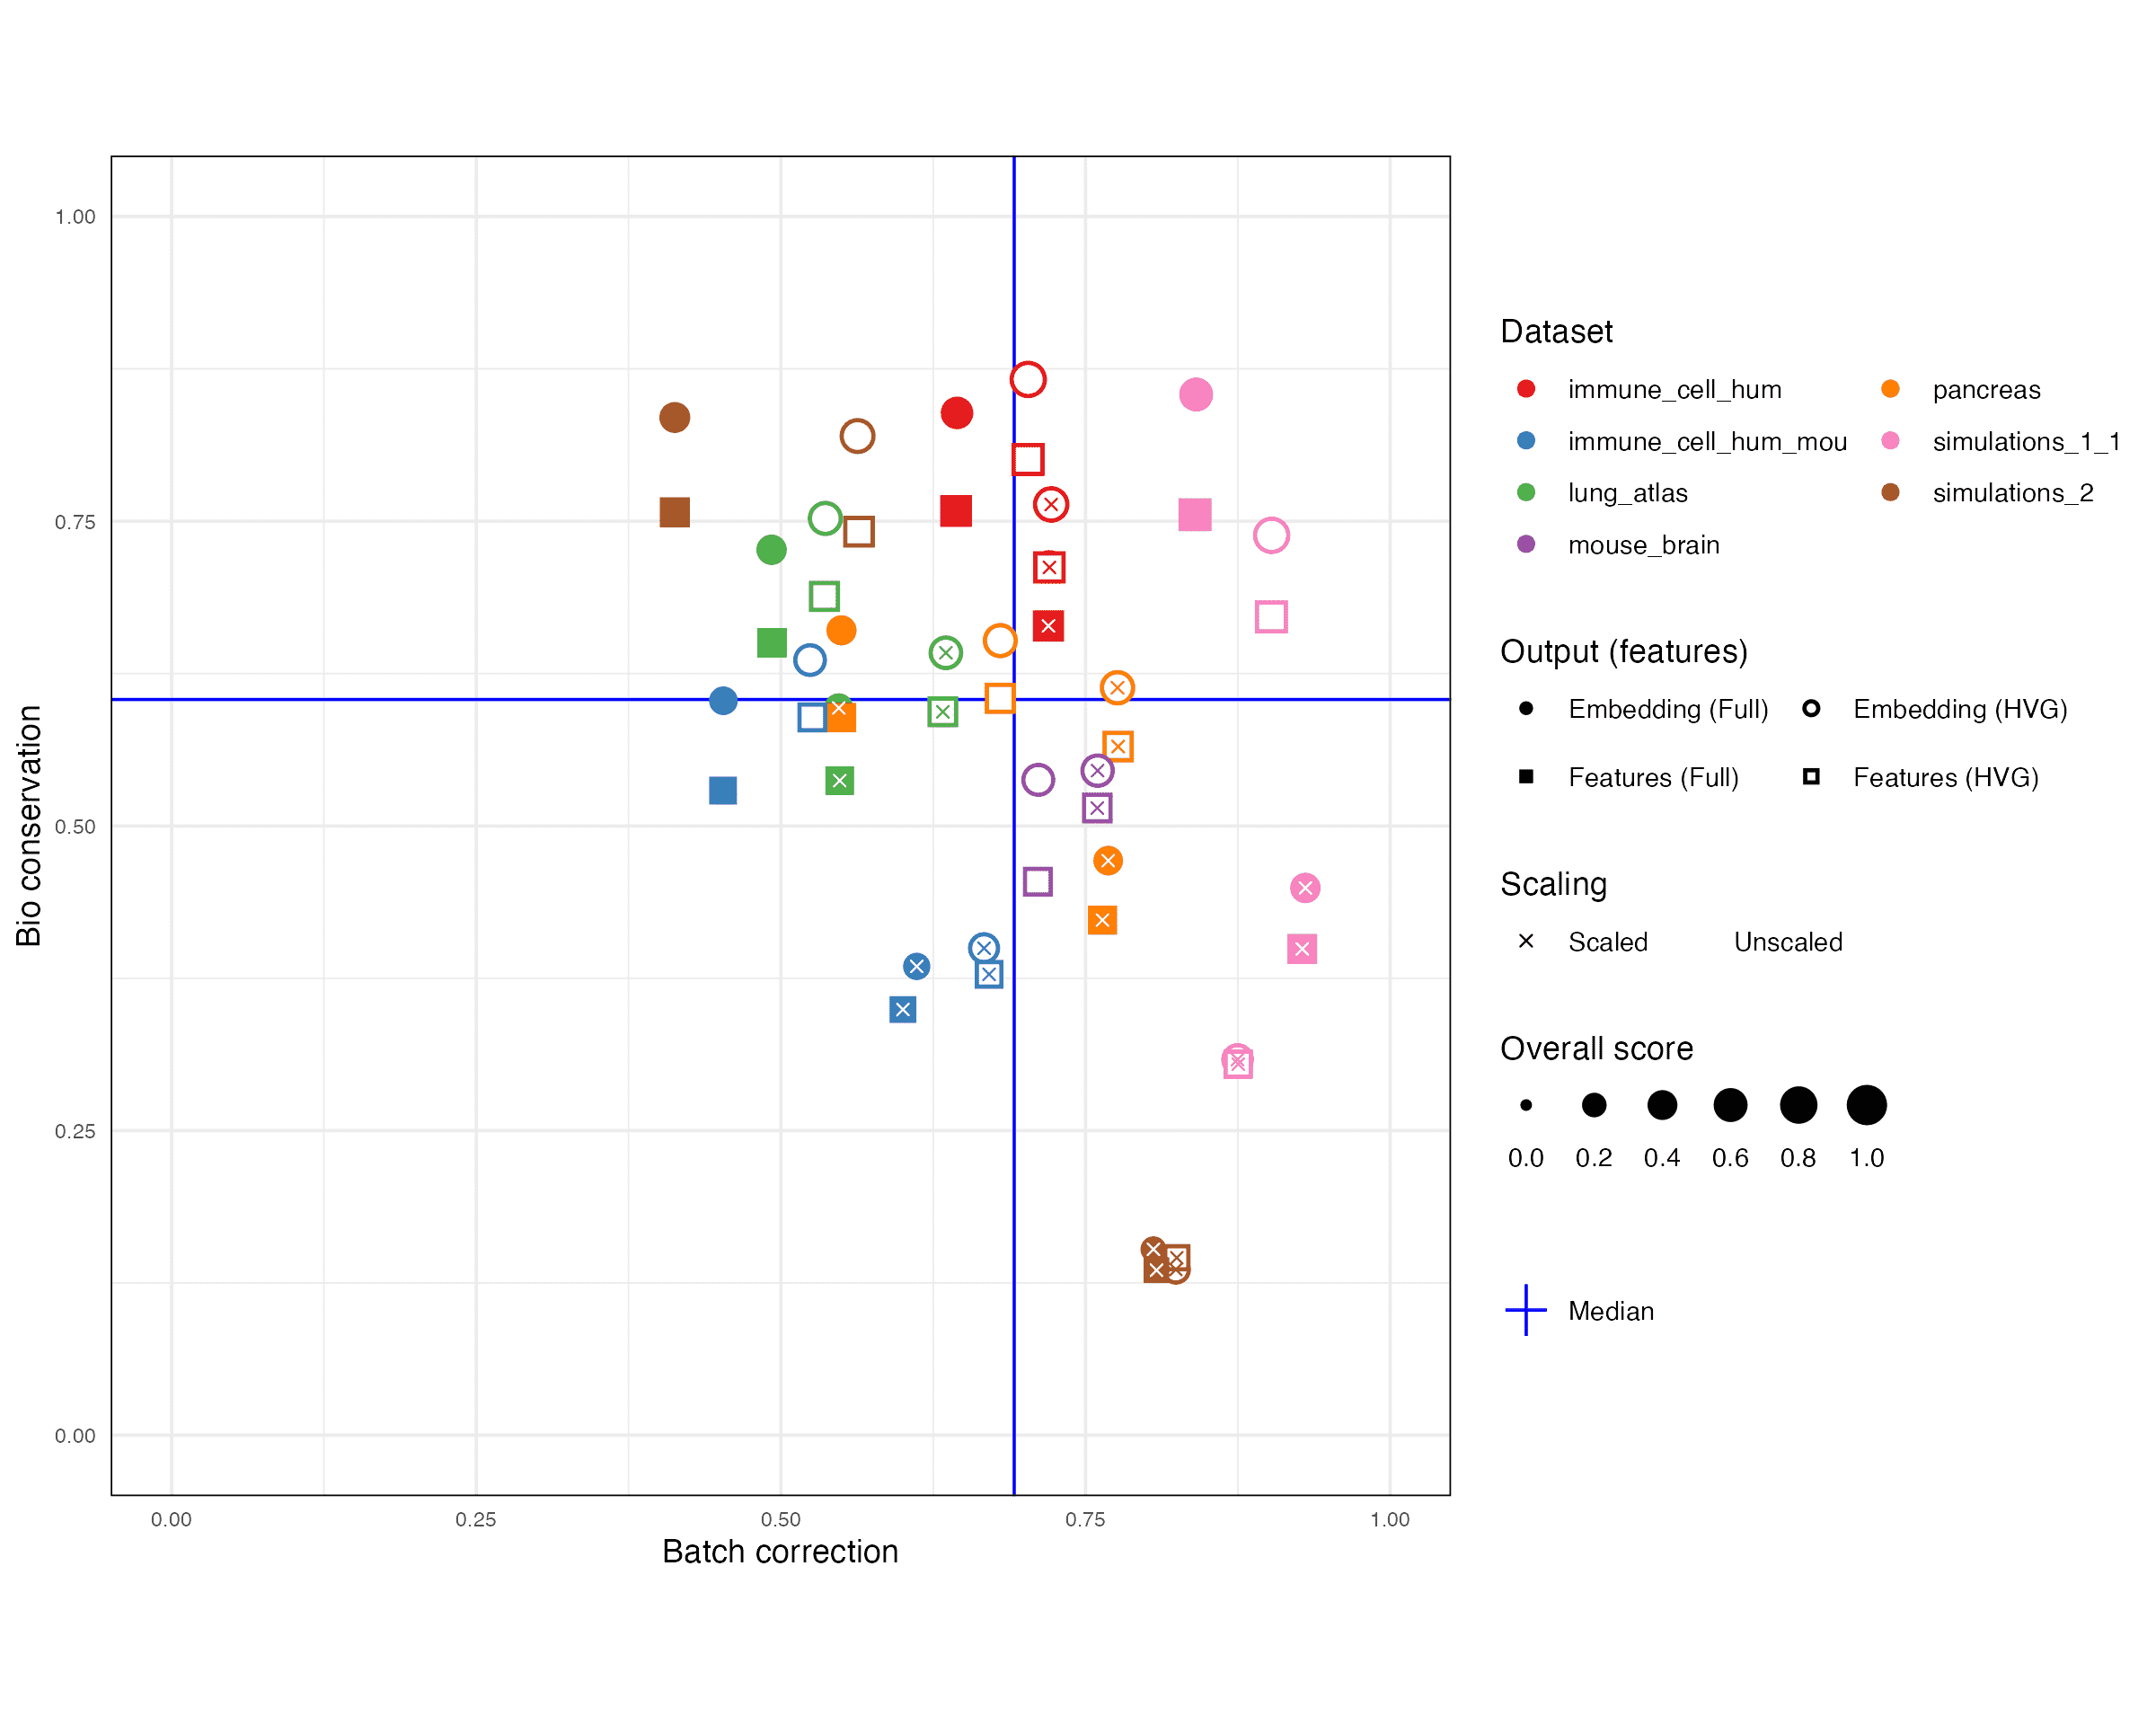 1.00
0.75
0.50
0.25
0.00
Bio conservation
0.00 0.25 0.50 0.75 1.00
Batch correction
Dataset
immune_cell_hum pancreas
immune_cell_hum_mou simulations_1_1
lung_atlas simulations_2
mouse_brain
Output (features)
Embedding (Full) Embedding (HVG)
Features (Full) Features (HVG)
Scaling
Scaled Unscaled
Overall score
0.0 0.2 0.4 0.6 0.8 1.0
Median